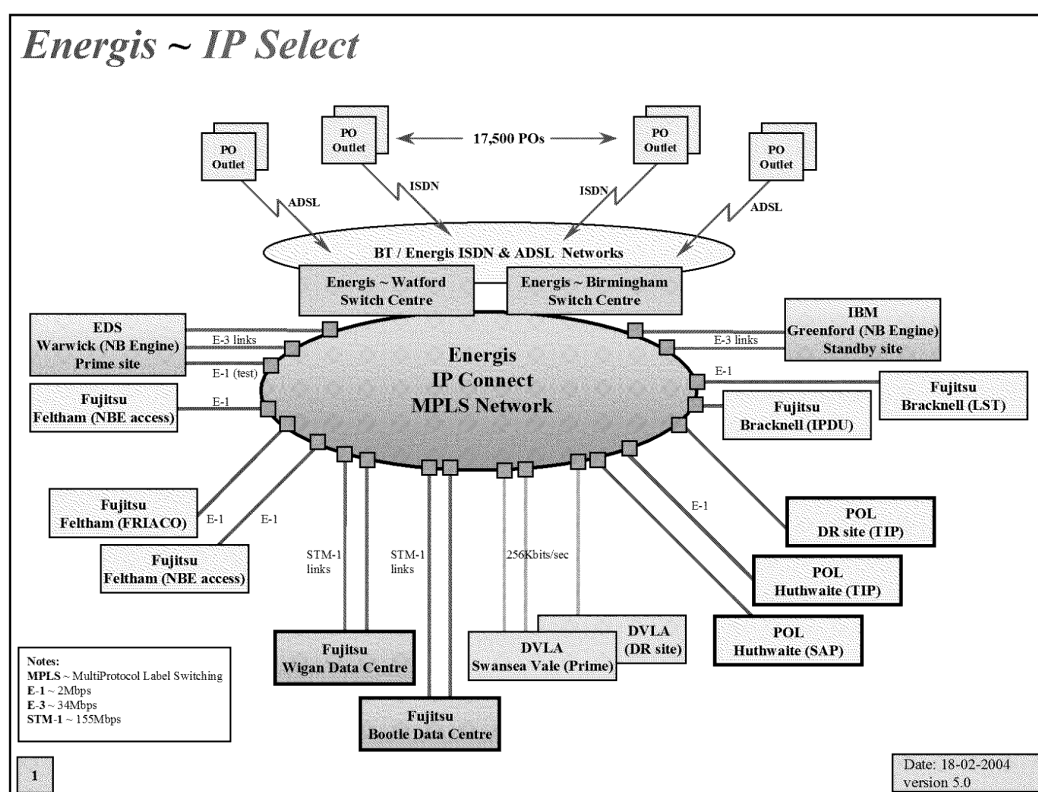 Energis ~ IP Select
PO
Outlet
PO
Outlet
17,500 POs
PO
Outlet
PO
Outlet
ADSL
ISDN
ISDN
ADSL
BT / Energis ISDN & ADSL Networks
Energis ~ Watford
Switch Centre
Energis ~ Birmingham
Switch Centre
EDS
Warwick (NB Engine)
Prime site
E-3 links
E-1 (test)
Energis
IP Connect
MPLS Network
E-3 links
IBM
Greenford (NB Engine)
Standby site
Fujitsu
Feltham (NBE access)
E-1
E-1
Fujitsu
Bracknell (LST)
Fujitsu
Bracknell (IPDU)
Fujitsu
Feltham (FRIACO)
E-1
Fujitsu
Feltham (NBE access)
E-1
STM-1
links
STM-1
links
256Kbits/sec
E-1
POL
DR site (TIP)
POL
Huthwaite (TIP)
POL
Huthwaite (SAP)
Fujitsu
Wigan Data Centre
DVLA
Swansea Vale (Prime)
DVLA
(DR site)
Fujitsu
Bootle Data Centre
Notes:
MPLS ~ MultiProtocol Label Switching
E-1 ~ 2Mbps
E-3 ~ 34Mbps
STM-1 ~ 155Mbps
1
Date: 18-02-2004
version 5.0